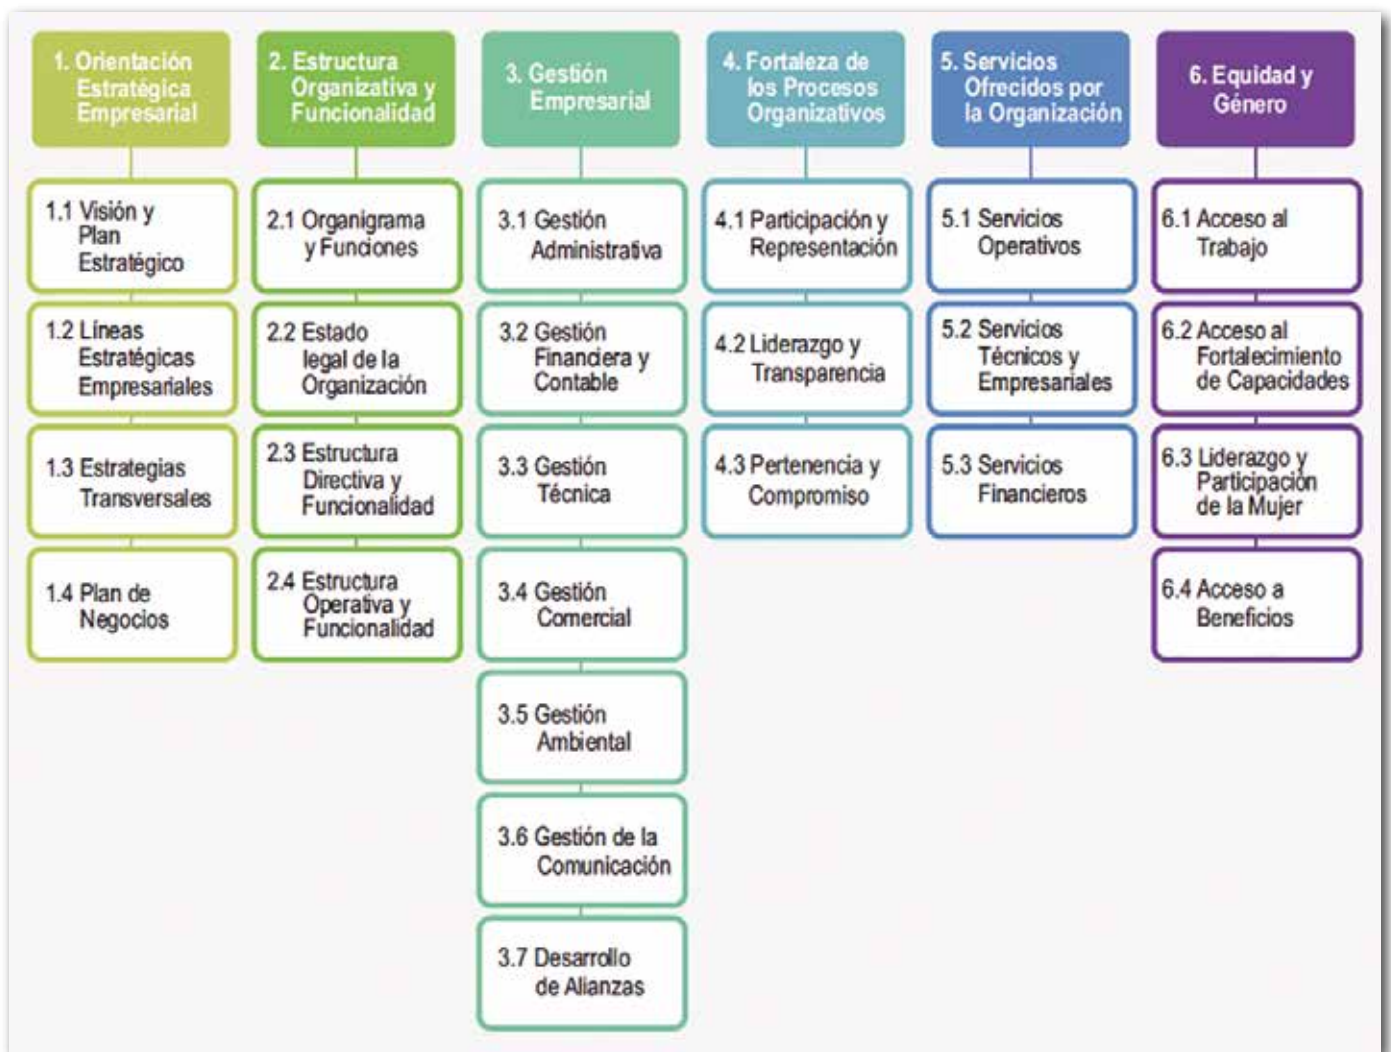 1. Orientación
Estratégica
Empresarial
1.1 Visión y
Plan
Estratégico
1.2 Líneas
Estratégicas
Empresariales
1.3 Estrategias
Transversales
1.4 Plan de
Negocios
2. Estructura
Organizativa y
Funcionalidad
2.1 Organigrama
y Funciones
2.2 Estado
legal de la
Organización
2.3 Estructura
Directiva y
Funcionalidad
2.4 Estructura
Operativa y
Funcionalidad
3. Gestión
Empresarial
3.1 Gestión
Administrativa
3.2 Gestión
Financiera y
Contable
3.3 Gestión
Técnica
3.4 Gestión
Comercial
3.5 Gestión
Ambiental
3.6 Gestión de la
Comunicación
3.7 Desarrollo
de Alianzas
4. Fortaleza de
los Procesos
Organizativos
4.1 Participación y
Representación
4.2 Liderazgo y
Transparencia
4.3 Pertenencia y
Compromiso
5. Servicios
Ofrecidos por
la Organización
5.1 Servicios
Operativos
5.2 Servicios
Técnicos y
Empresariales
5.3 Servicios
Financieros
6. Equidad y
Género
6.1 Acceso al
Trabajo
6.2 Acceso al
Fortalecimiento
de Capacidades
6.3 Liderazgo y
Participación
de la Mujer
6.4 Acceso a
Beneficios